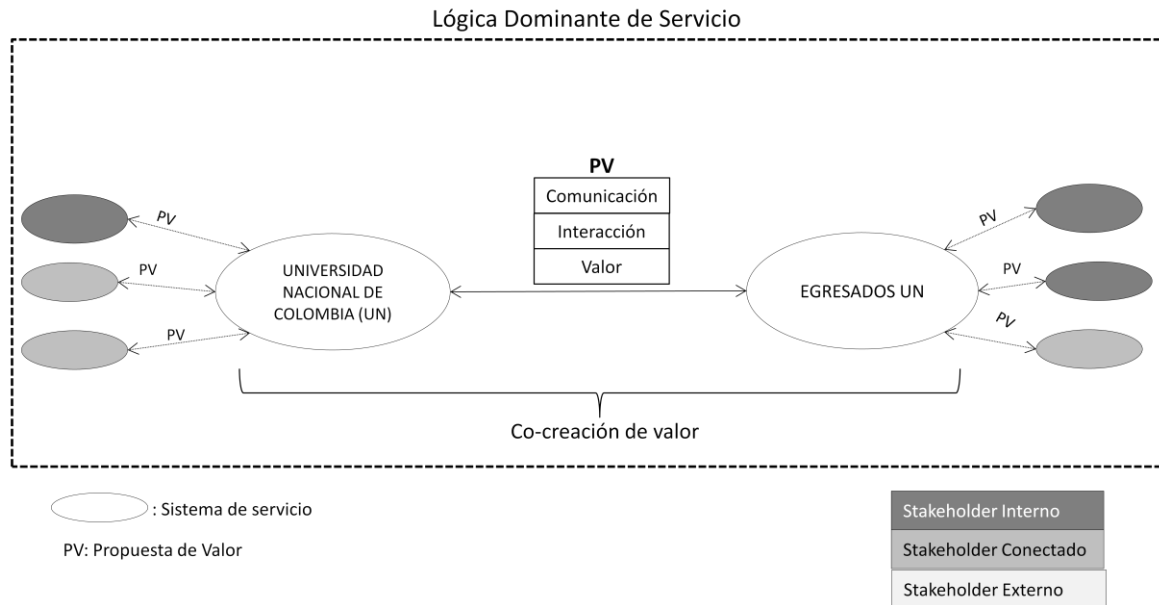 Lógica Dominante de Servicio
PV
Comunicación
Interacción
Valor
PV
PV
PV
UNIVERSIDAD
NACIONAL DE
COLOMBIA (UN)
EGRESADOS UN
PV
PV
PV
Co-creación de valor
: Sistema de servicio
PV: Propuesta de Valor
Stakeholder Interno
Stakeholder Conectado
Stakeholder Externo